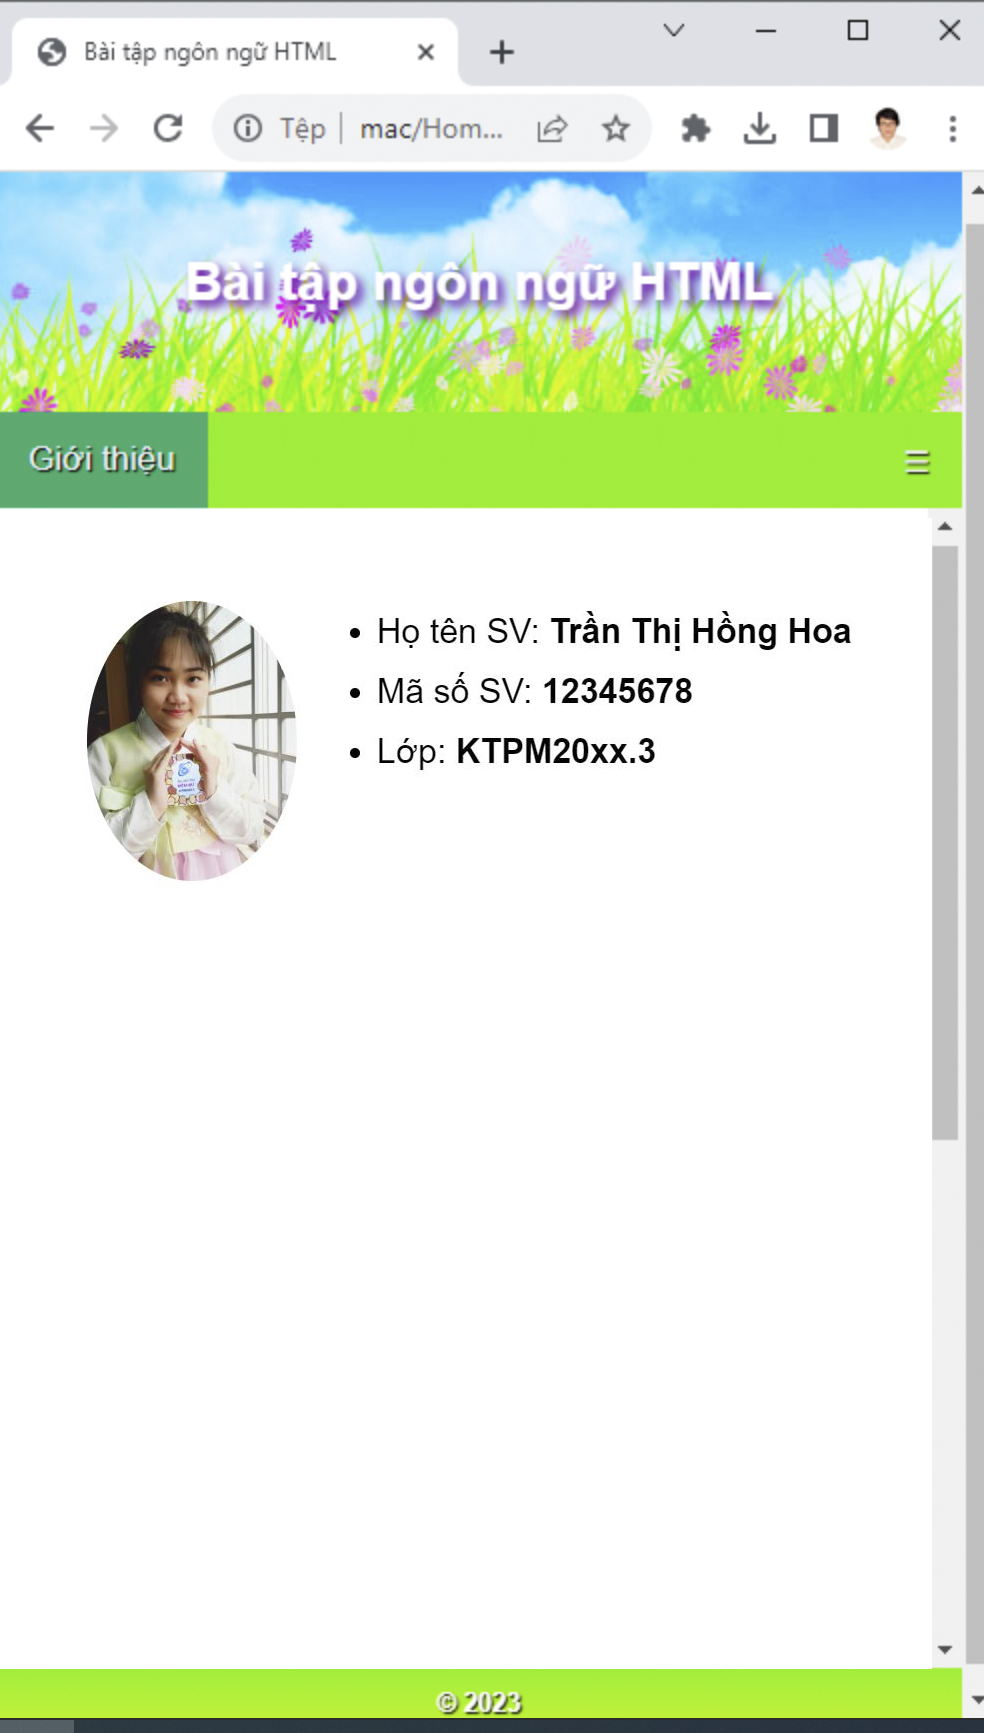 Bài tập ngôn ngữ HTML
Tệp | mac/Hom...
Bài tập ngôn ngữ HTML
Giới thiệu
• Họ tên SV: Trần Thị Hồng Hoa
• Mã số SV: 12345678
• Lớp: KTPM20xx.3
© 2023